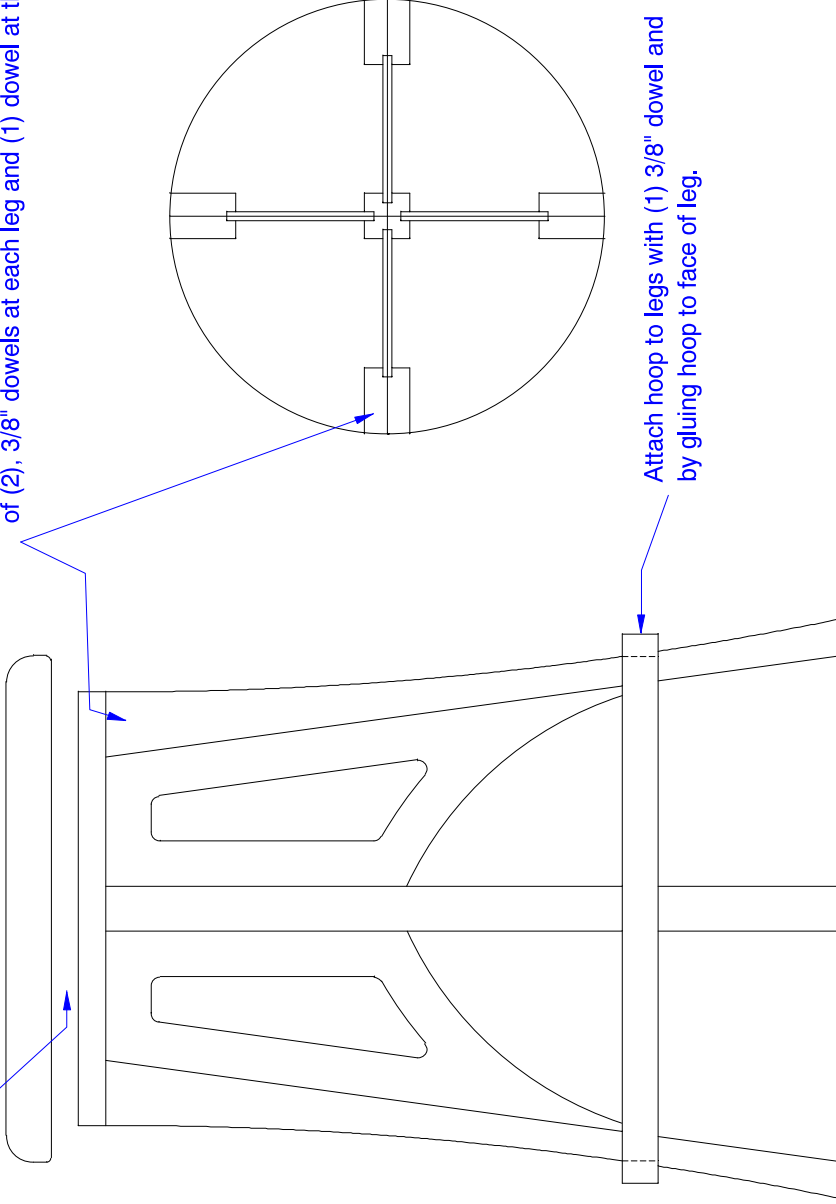 of (2), 3/8" dowels at each leg and (1) dowel at
Attach hoop to legs with (1) 3/8" dowel and
by gluing hoop to face of leg.